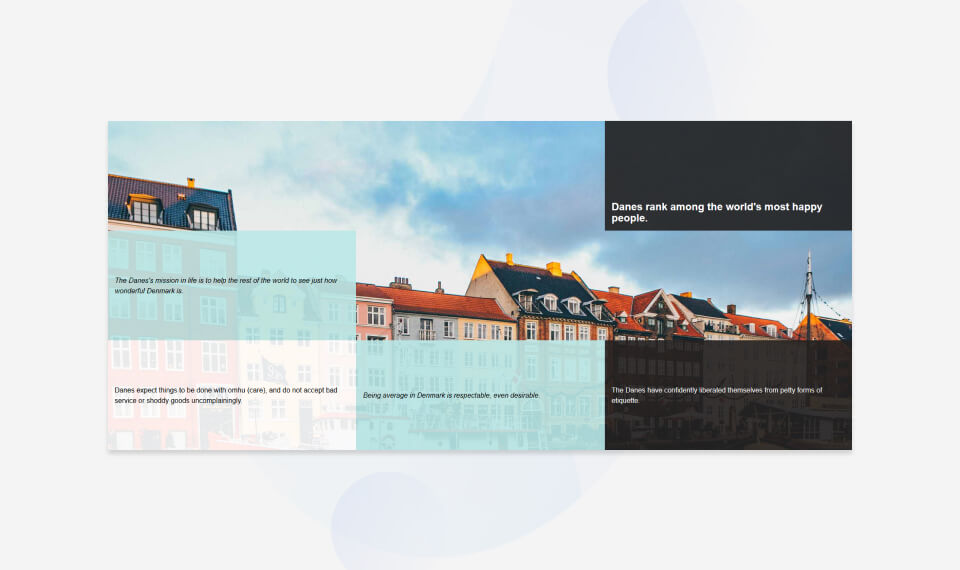 Danes rank among the world's most happy
people.
The Danes's mission in life is to help the rest of the world to see just how
wonderful Denmark is.
Danes expect things to be done with omhu (care), and do not accept bad
service or shoddy goods uncomplainingly.
Being average in Denmark is respectable, even desirable.
The Danes have confidently liberated themselves from petty forms of
etiquette.